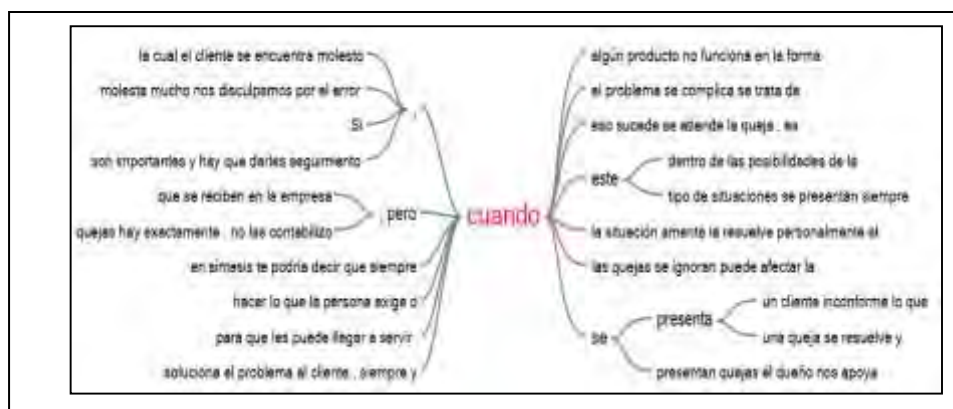 la cual el cliente se encuentra molesto
molesta mucho nos disculpamos por el error
Si
son importantes y hay que darles seguimiento
,
que se reciben en la empresa
quejas hay exactamente , no las contabilizo
, pero
en síntesis te podría decir que siempre
hacer lo que la persona exige o
para que les puede llegar a servir
soluciona el problema al cliente , siempre y
cuando
algún producto no funciona en la forma
el problema se complica se trata de
eso sucede se atiende la queja , es
este
dentro de las posibilidades de la
tipo de situaciones se presentan siempre
la situación amerite la resuelve personalmente el
las quejas se ignoran puede afectar la
se
presenta
un cliente inconforme lo que
una queja se resuelve y
presentan quejas el dueño nos apoya